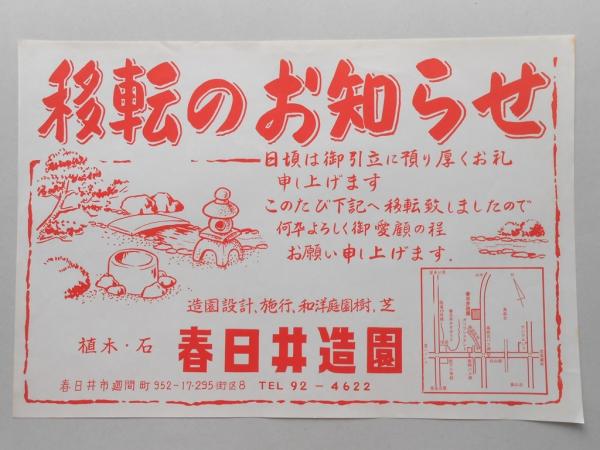 移転のお知らせ
日頃は御引立に預り厚くお礼
申し上げます
このたび下記へ移転致しましたので
何卒よろしく御愛顧の程
お願い申し上げます.
造園設計.施行.和洋庭園樹.芝
植木・石
春日井造園
春日井市廻間町952-17-295街区8 TEL 92-4622